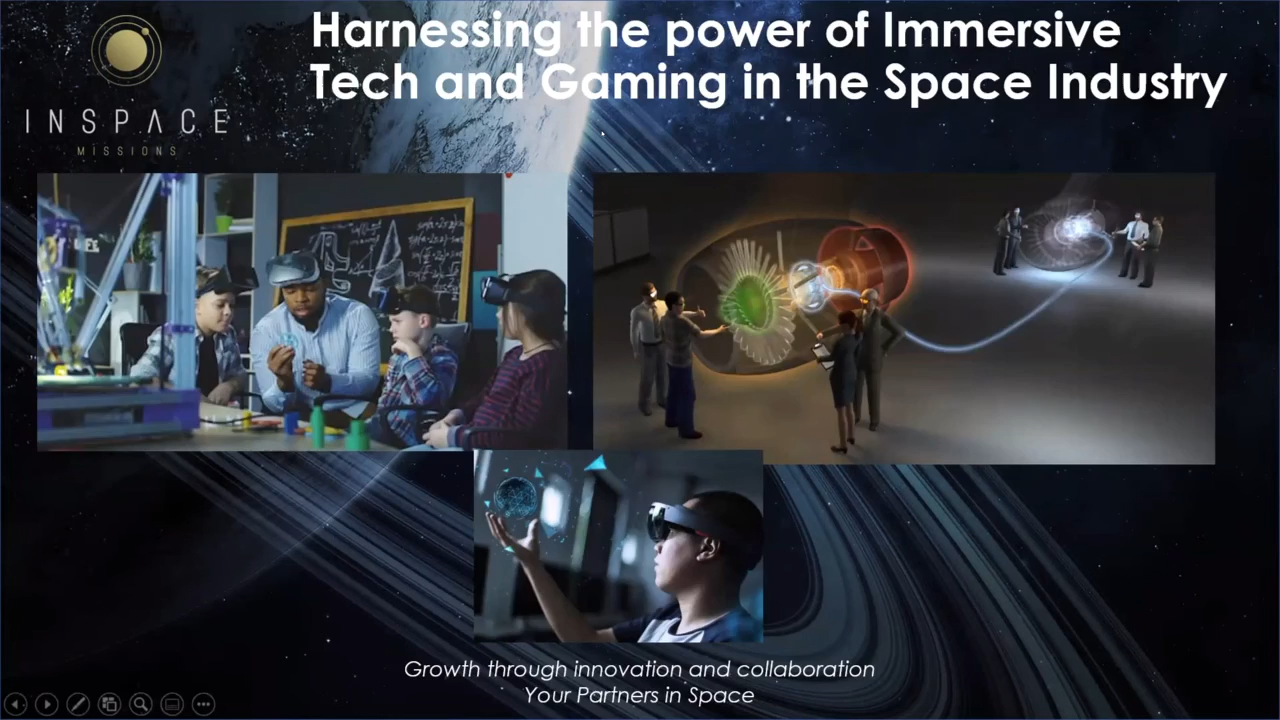 Harnessing the power of Immersive
Tech and Gaming in the Space Industry
INSPACE
MISSIONS
Growth through innovation and collaboration
Your Partners in Space